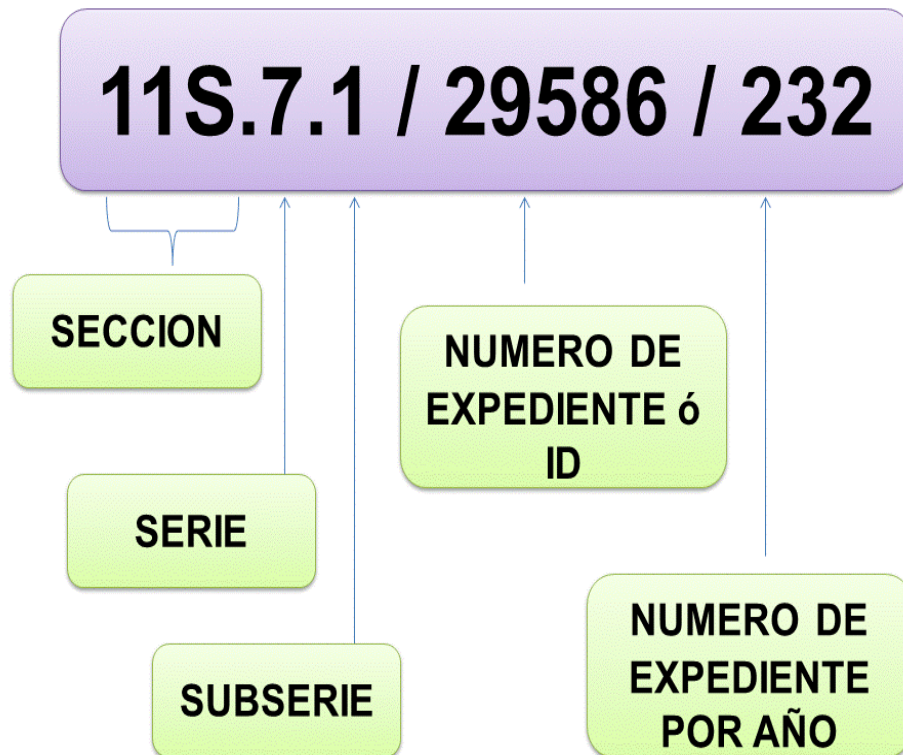 11S.7.1 / 29586 / 232
SECCION
NUMERO DE
EXPEDIENTE ó
ID
SERIE
NUMERO DE
EXPEDIENTE
POR AÑO
SUBSERIE